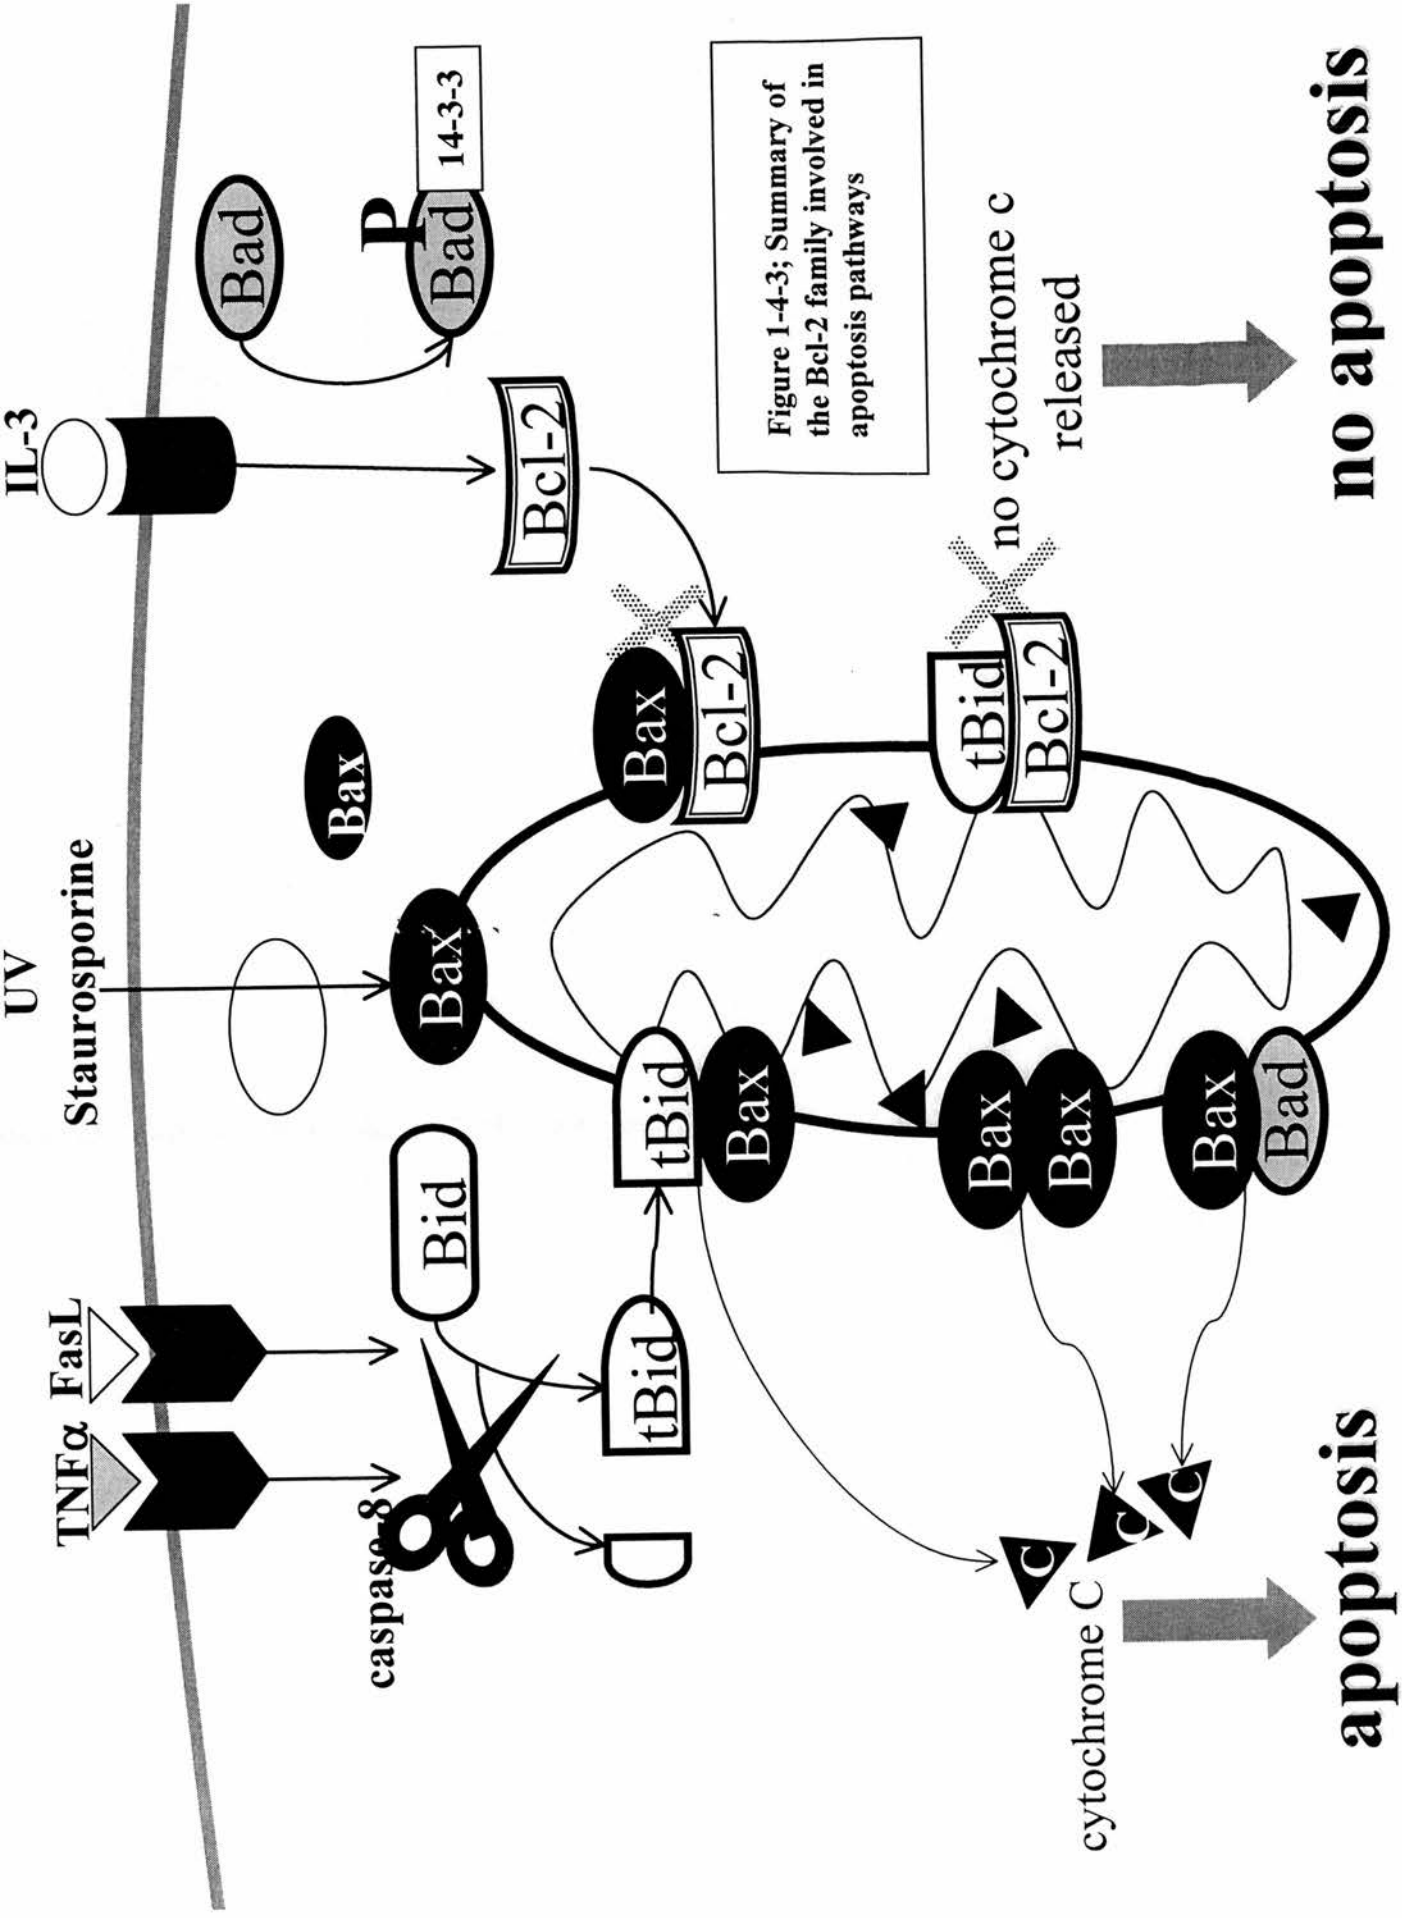 TNFα
FasL
UV
Staurosporine
IL-3
Bad
P
Bad
14-3-3
Bax
caspase-8
Bid
Bax
Bcl-2
tBid
tBid
Bax
Bax
Bcl-2
Figure 1-4-3; Summary of
the Bcl-2 family involved in
apoptosis pathways
Bax
Bax
tBid
Bcl-2
no cytochrome c
released
Bax
Bad
C
C
C
cytochrome C
apoptosis
no apoptosis